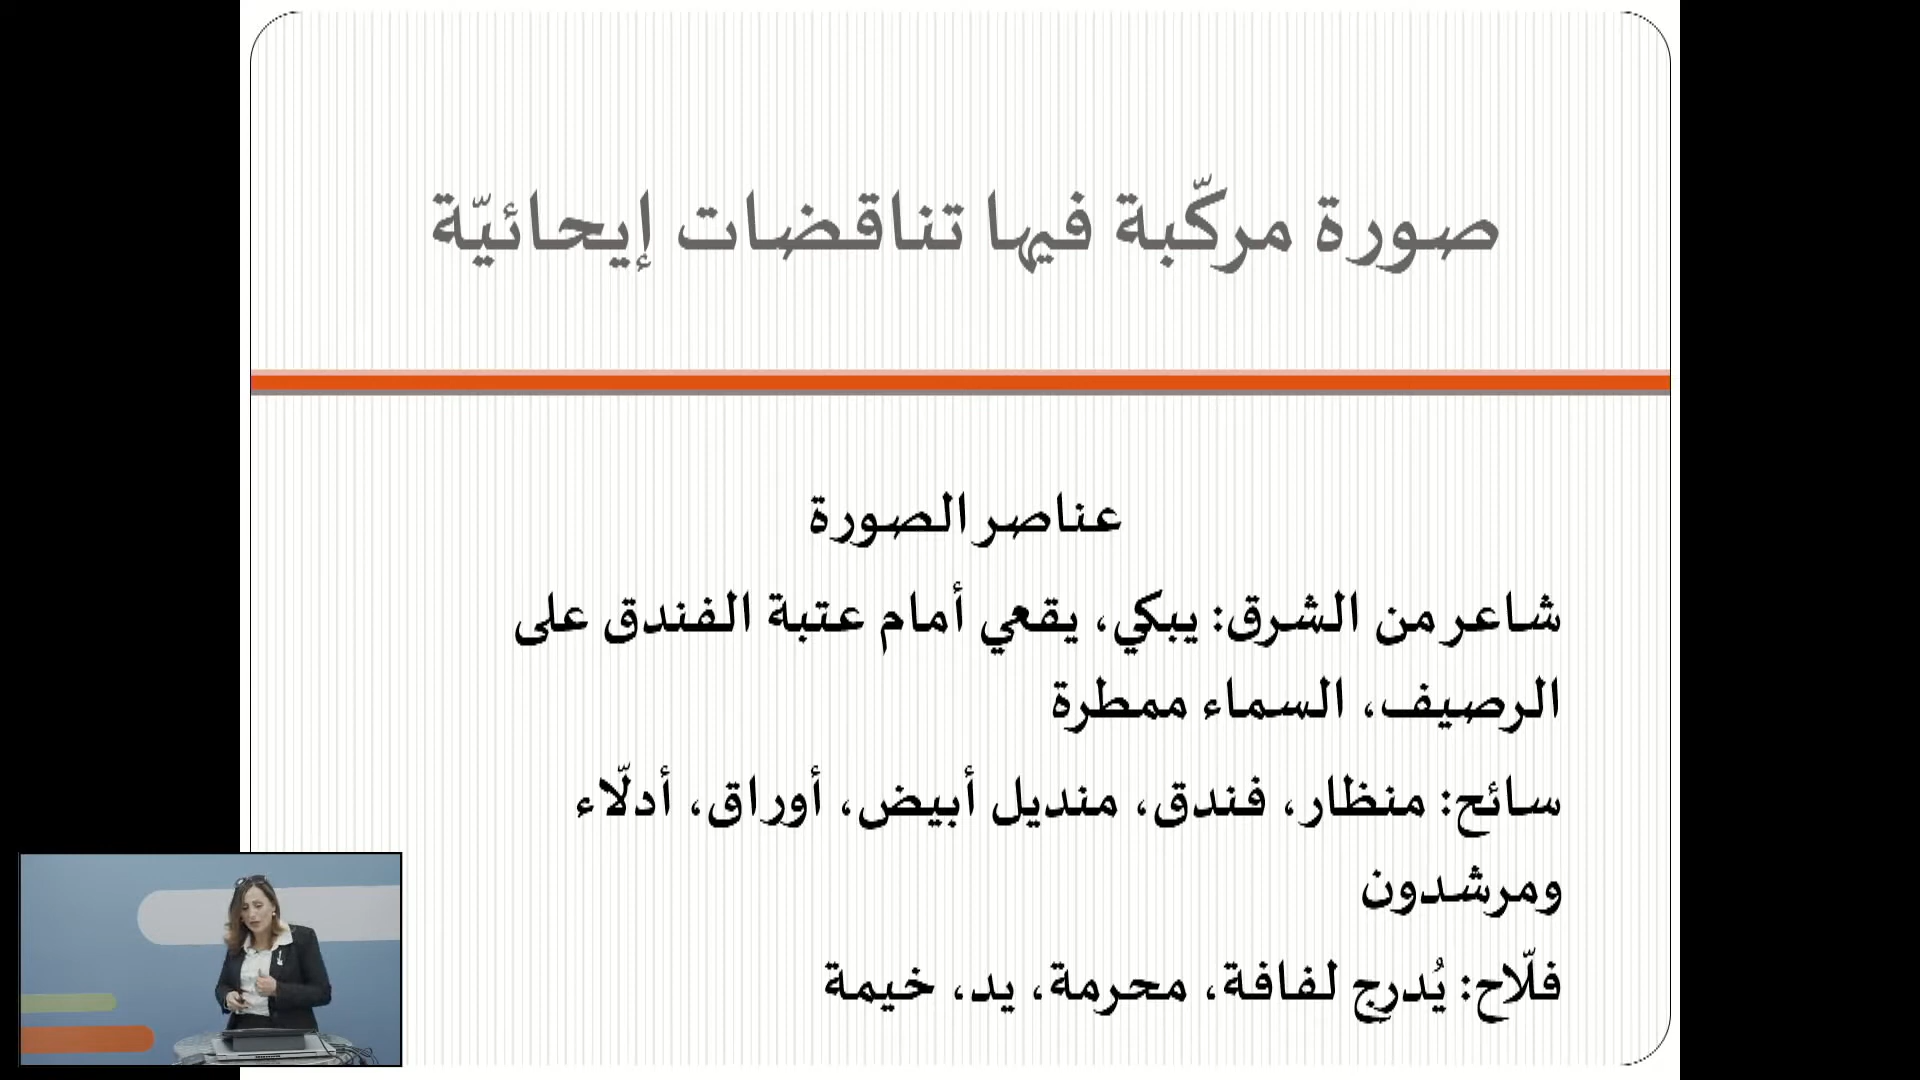 صورة مركّبة فيها تناقضات إيحائيّة
عناصر الصورة
شاعر من الشرق: يبكي، يقعي أمام عتبة الفندق على
الرصيف، السماء ممطرة
سائح: منظار، فندق، منديل أبيض، أوراق، أدلّاء
ومرشدون
فلّاح: يُدرج لفافة، محرمة، يد، خيمة